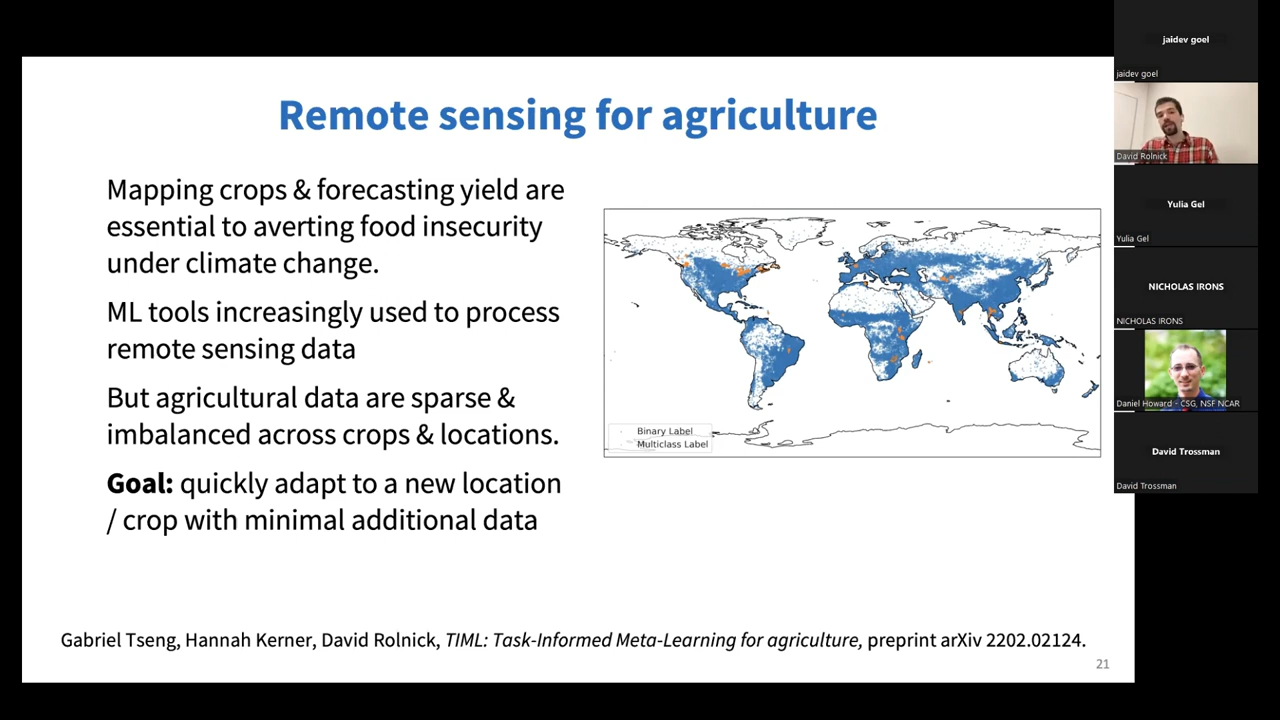 Remote sensing for agriculture
Mapping crops & forecasting yield are
essential to averting food insecurity
under climate change.
ML tools increasingly used to process
remote sensing data
But agricultural data are sparse &
imbalanced across crops & locations.
Goal: quickly adapt to a new location
/ crop with minimal additional data
Binary Label
Multiclass Label
Gabriel Tseng, Hannah Kerner, David Rolnick, TIML: Task-Informed Meta-Learning for agriculture, preprint arXiv 2202.02124.
21
jaidev goel
jaidev goel
David Rolnick
Yulia Gel
Yulia Gel
NICHOLAS IRONS
NICHOLAS IRONS
Daniel Howard - CSG, NSF NCAR
David Trossman
David Trossman